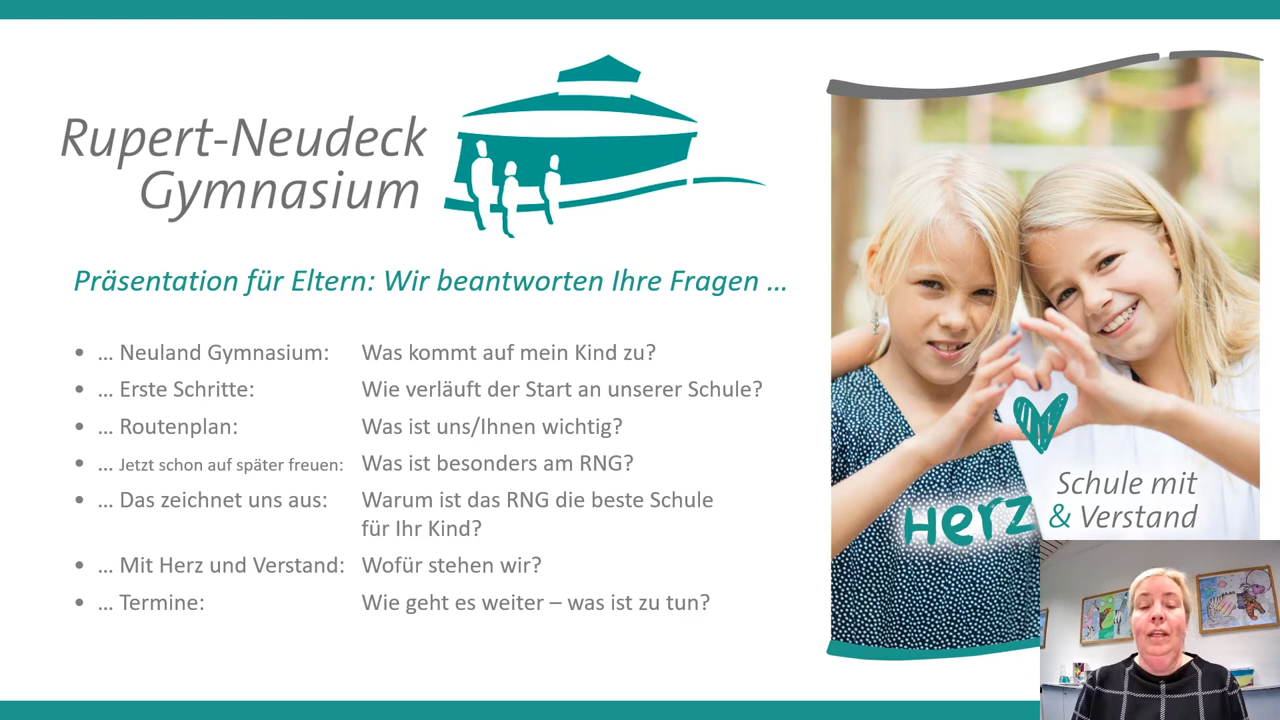 Rupert-Neudeck
Gymnasium
Präsentation für Eltern: Wir beantworten Ihre Fragen ...
• ... Neuland Gymnasium: Was kommt auf mein Kind zu?
• ... Erste Schritte: Wie verläuft der Start an unserer Schule?
• ... Routenplan: Was ist uns/Ihnen wichtig?
• ... Jetzt schon auf später freuen: Was ist besonders am RNG?
• ... Das zeichnet uns aus: Warum ist das RNG die beste Schule
für Ihr Kind?
• ... Mit Herz und Verstand: Wofür stehen wir?
• ... Termine: Wie geht es weiter – was ist zu tun?
Schule mit
Herz & Verstand